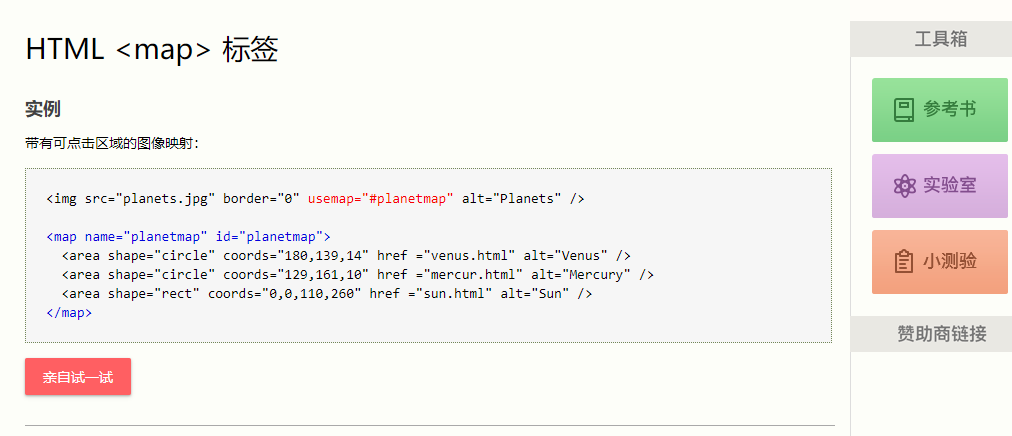 HTML <map> 标签
工具箱
参考书
实验室
小测验
赞助商链接
实例
带有可点击区域的图像映射：
<img src="planets.jpg" border="0" usemap="#planetmap" alt="Planets" />
<map name="planetmap" id="planetmap">
<area shape="circle" coords="180,139,14" href ="venus.html" alt="Venus" />
<area shape="circle" coords="129,161,10" href ="mercur.html" alt="Mercury" />
<area shape="rect" coords="0,0,110,260" href ="sun.html" alt="Sun" />
</map>
亲自试一试